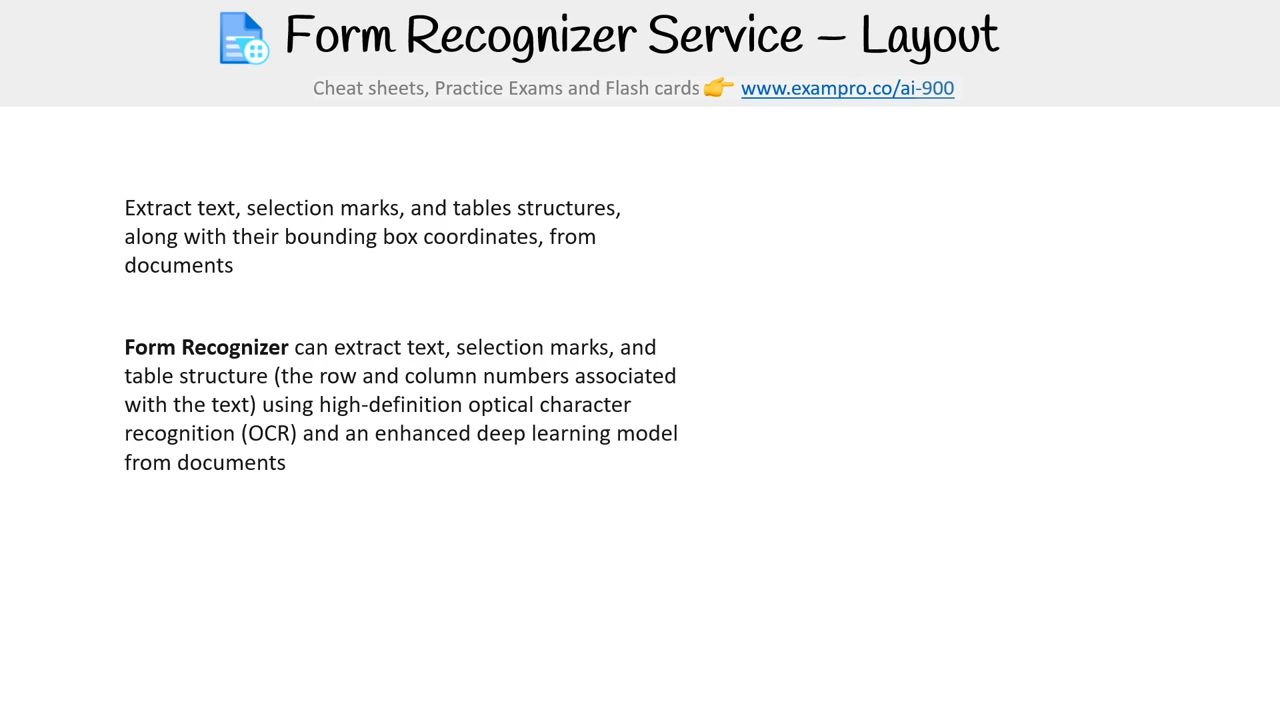 Form Recognizer Service – Layout
Cheat sheets, Practice Exams and Flash cards 👉 www.exampro.co/ai-900
Extract text, selection marks, and tables structures,
along with their bounding box coordinates, from
documents
Form Recognizer can extract text, selection marks, and
table structure (the row and column numbers associated
with the text) using high-definition optical character
recognition (OCR) and an enhanced deep learning model
from documents